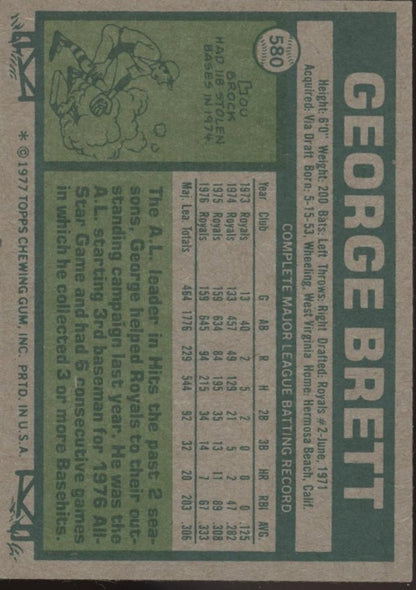 580
GEORGE BRETT
Height: 6'0" Weight: 200 Bats: Left Throws: Right Drafted: Royals #2-June, 1971
Acquired: Via Draft Born: 5-15-53, Wheeling, West Virginia Home: Hermosa Beach, Calif.
COMPLETE MAJOR LEAGUE BATTING RECORD
Year Club G AB R H 2B 3B HR RBI AVG.
1973 Royals 13 40 2 5 2 0 0 0 .125
1974 Royals 133 457 49 129 21 5 2 47 .282
1975 Royals 159 634 84 195 35 13 11 89 .308
1976 Royals 159 645 94 215 34 14 7 67 .333
Maj. Lea. Totals 464 1776 229 544 92 32 20 203 .306
LOU
BROCK
HAD 118 STOLEN
BASES IN 1974
The A.L. leader in Hits the past 2 sea-
sons, George helped Royals to their out-
standing campaign last year. He was the
A.L. starting 3rd baseman for 1976 All-
Star Game and had 6 consecutive games
in which he collected 3 or more Basehits.
* © 1977 TOPPS CHEWING GUM, INC. PRTD. IN U.S.A.